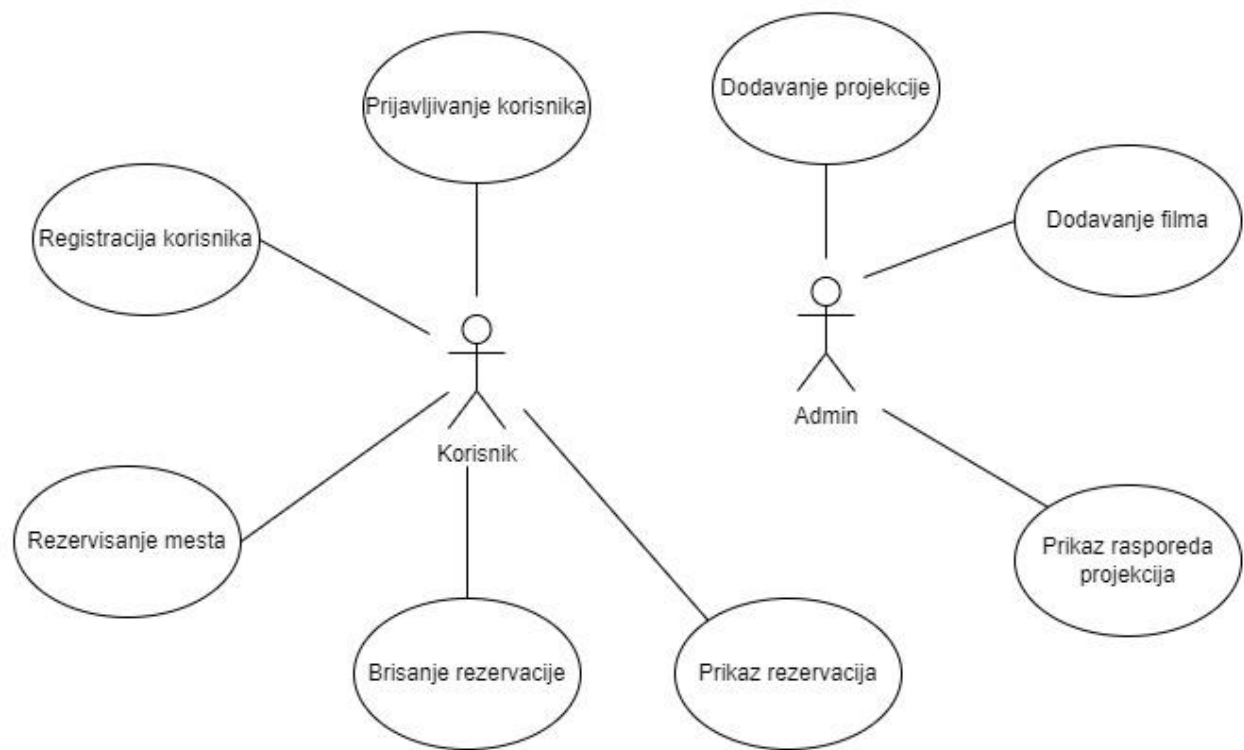 Prijavljivanje korisnika
Dodavanje projekcije
Registracija korisnika
Dodavanje filma
Korisnik
Admin
Rezervisanje mesta
Prikaz rasporeda
projekcija
Brisanje rezervacije
Prikaz rezervacija